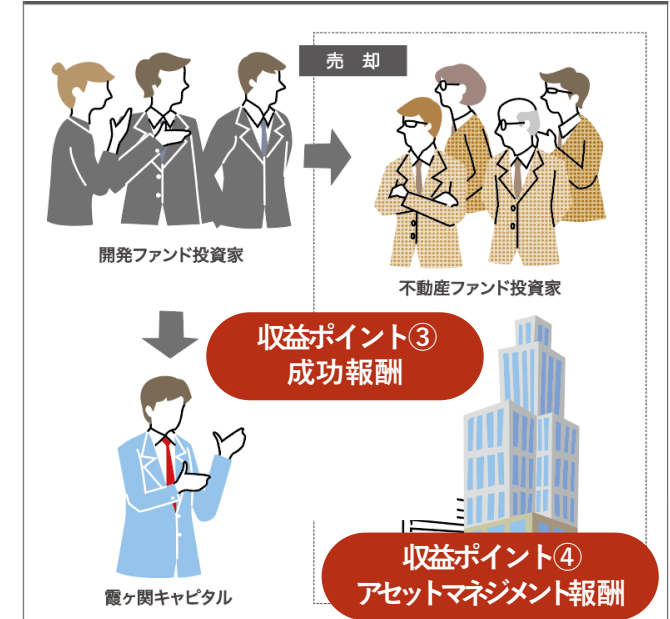 売却
開発ファンド投資家
不動産ファンド投資家
収益ポイント③
成功報酬
霞ヶ関キャピタル
収益ポイント④
アセットマネジメント報酬